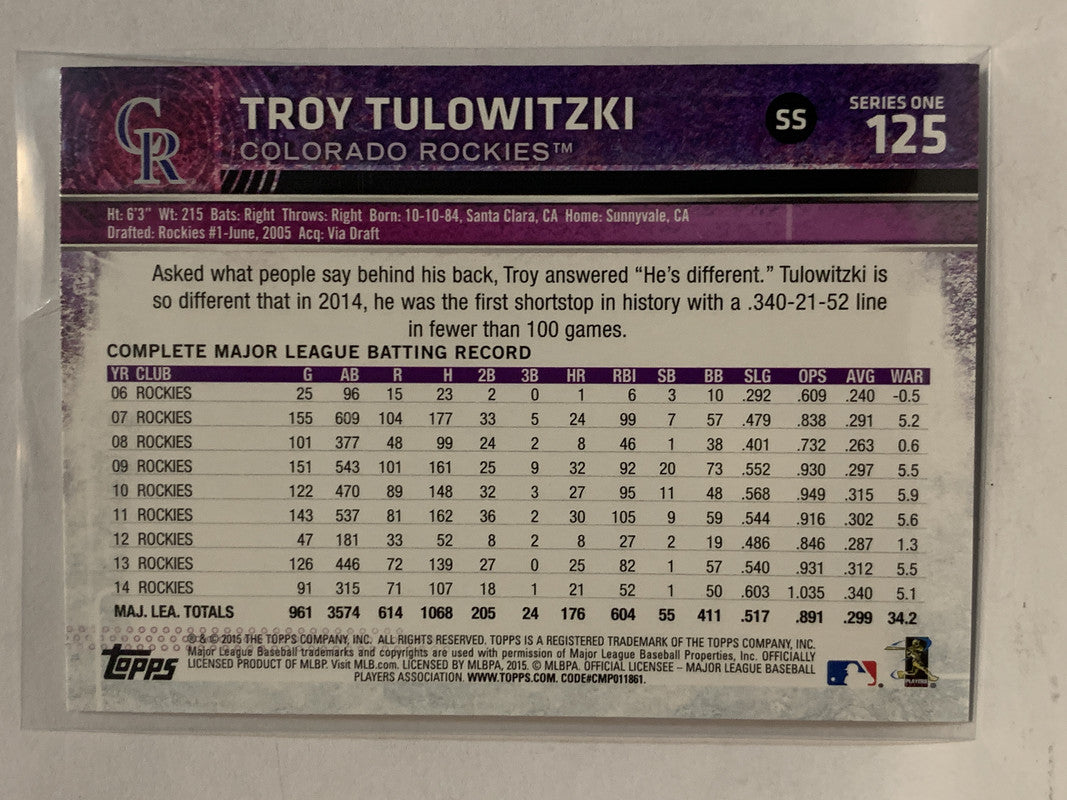 CR
TROY TULOWITZKI
COLORADO ROCKIES™
SS
SERIES ONE
125
Ht: 6'3" Wt: 215 Bats: Right Throws: Right Born: 10-10-84, Santa Clara, CA Home: Sunnyvale, CA
Drafted: Rockies #1-June, 2005 Acq: Via Draft
Asked what people say behind his back, Troy answered “He’s different.” Tulowitzki is
so different that in 2014, he was the first shortstop in history with a .340-21-52 line
in fewer than 100 games.
COMPLETE MAJOR LEAGUE BATTING RECORD
YR CLUB G AB R H 2B 3B HR RBI SB BB SLG OPS AVG WAR
06 ROCKIES 25 96 15 23 2 0 1 6 3 10 .292 .609 .240 -0.5
07 ROCKIES 155 609 104 177 33 5 24 99 7 57 .479 .838 .291 5.2
08 ROCKIES 101 377 48 99 24 2 8 46 1 38 .401 .732 .263 0.6
09 ROCKIES 151 543 101 161 25 9 32 92 20 73 .552 .930 .297 5.5
10 ROCKIES 122 470 89 148 32 3 27 95 11 48 .568 .949 .315 5.9
11 ROCKIES 143 537 81 162 36 2 30 105 9 59 .544 .916 .302 5.6
12 ROCKIES 47 181 33 52 8 2 8 27 2 19 .486 .846 .287 1.3
13 ROCKIES 126 446 72 139 27 0 25 82 1 57 .540 .931 .312 5.5
14 ROCKIES 91 315 71 107 18 1 21 52 1 50 .603 1.035 .340 5.1
MAJ. LEA. TOTALS 961 3574 614 1068 205 24 176 604 55 411 .517 .891 .299 34.2
® & © 2015 THE TOPPS COMPANY, INC. ALL RIGHTS RESERVED. TOPPS IS A REGISTERED TRADEMARK OF THE TOPPS COMPANY, INC.
Major League Baseball trademarks and copyrights are used with permission of Major League Baseball Properties, Inc. OFFICIALLY
LICENSED PRODUCT OF MLBP. Visit MLB.com. LICENSED BY MLBPA, 2015. © MLBPA. OFFICIAL LICENSEE – MAJOR LEAGUE BASEBALL
PLAYERS ASSOCIATION. WWW.TOPPS.COM. CODE#CMP011861.
topps
PLAYERS